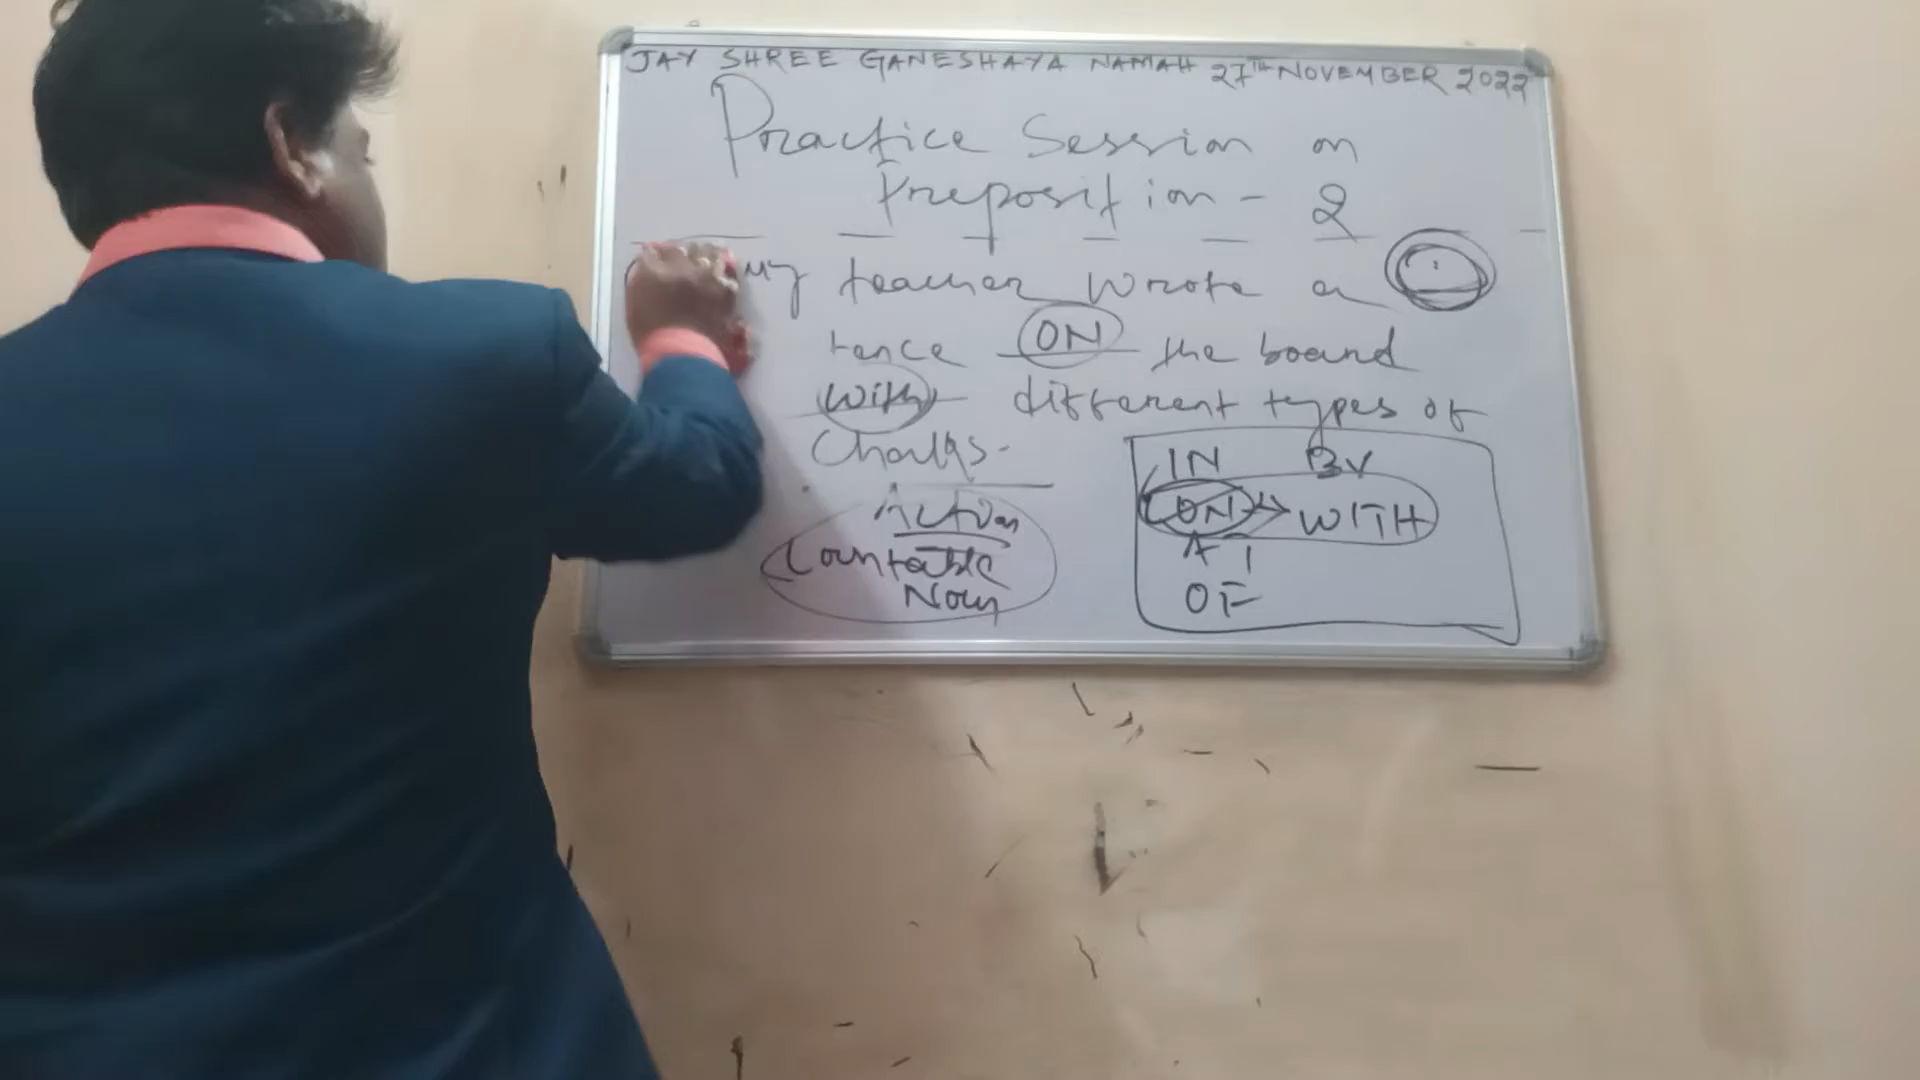 JAY SHREE GANESHAYA NAMAH 27TH NOVEMBER 2022
Practice Session on
Preposition - 2
my teacher wrote a
tence ON the board
With different types of
Chalks.
Action
Countable
Noun
IN BY
ON WITH
AT
OF